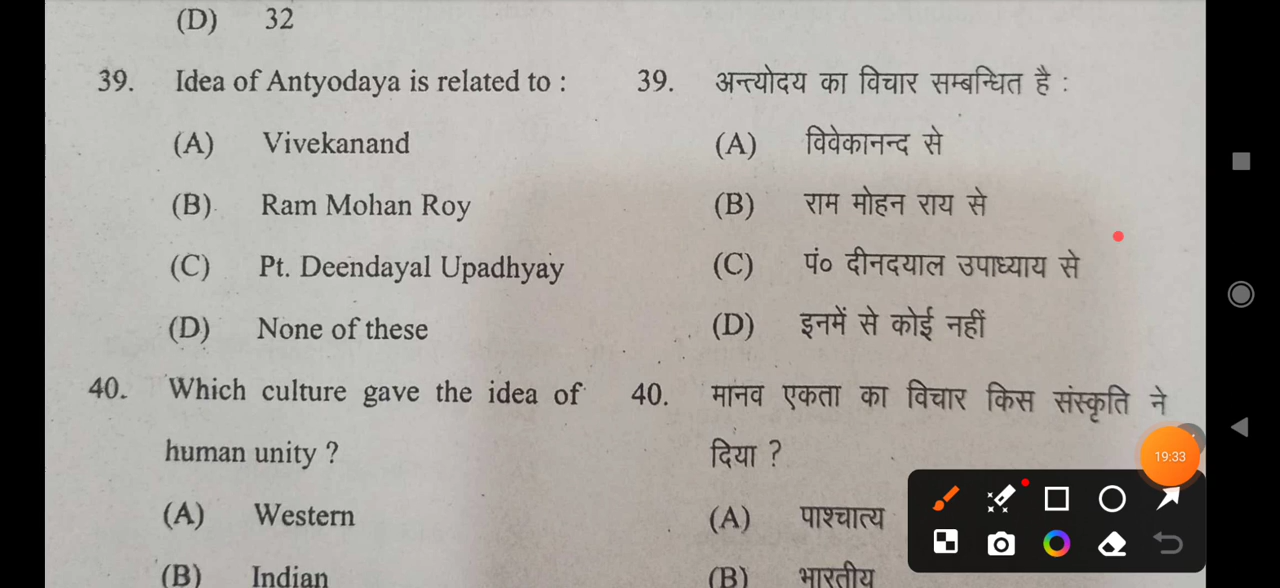 (D) 32
39. Idea of Antyodaya is related to :
(A) Vivekanand
(B) Ram Mohan Roy
(C) Pt. Deendayal Upadhyay
(D) None of these
40. Which culture gave the idea of
human unity ?
(A) Western
(B) Indian
39. अन्त्योदय का विचार सम्बन्धित है :
(A) विवेकानन्द से
(B) राम मोहन राय से
(C) पं० दीनदयाल उपाध्याय से
(D) इनमें से कोई नहीं
40. मानव एकता का विचार किस संस्कृति ने
दिया ?
(A) पाश्चात्य
(B) भारतीय
19:33